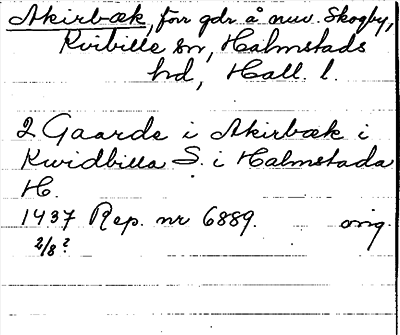 Akirbæk, förr gdr å nuv. Skogby,
Kvibille sn, Halmstads
hd, Hall. l.
2 Gaarde i Akirbæk i
Kwidbilla S. i Halmstada
H.
1437 Rep. nr 6889. orig.
2/8?